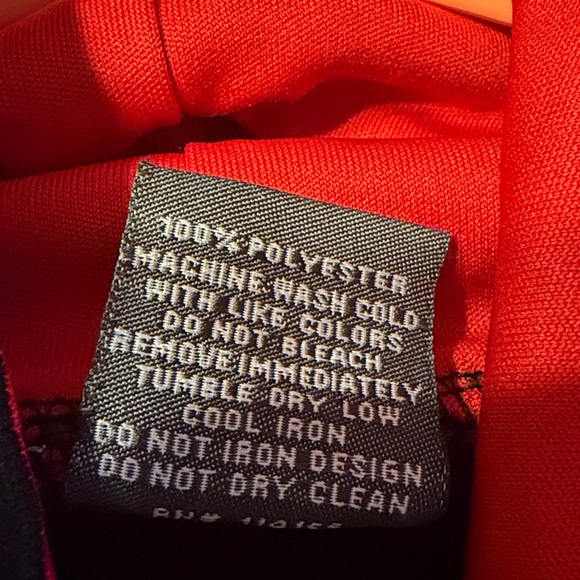 100% POLYESTER
MACHINE WASH COLD
WITH LIKE COLORS
DO NOT BLEACH
REMOVE IMMEDIATELY
TUMBLE DRY LOW
COOL IRON
DO NOT IRON DESIGN
DO NOT DRY CLEAN
RN#